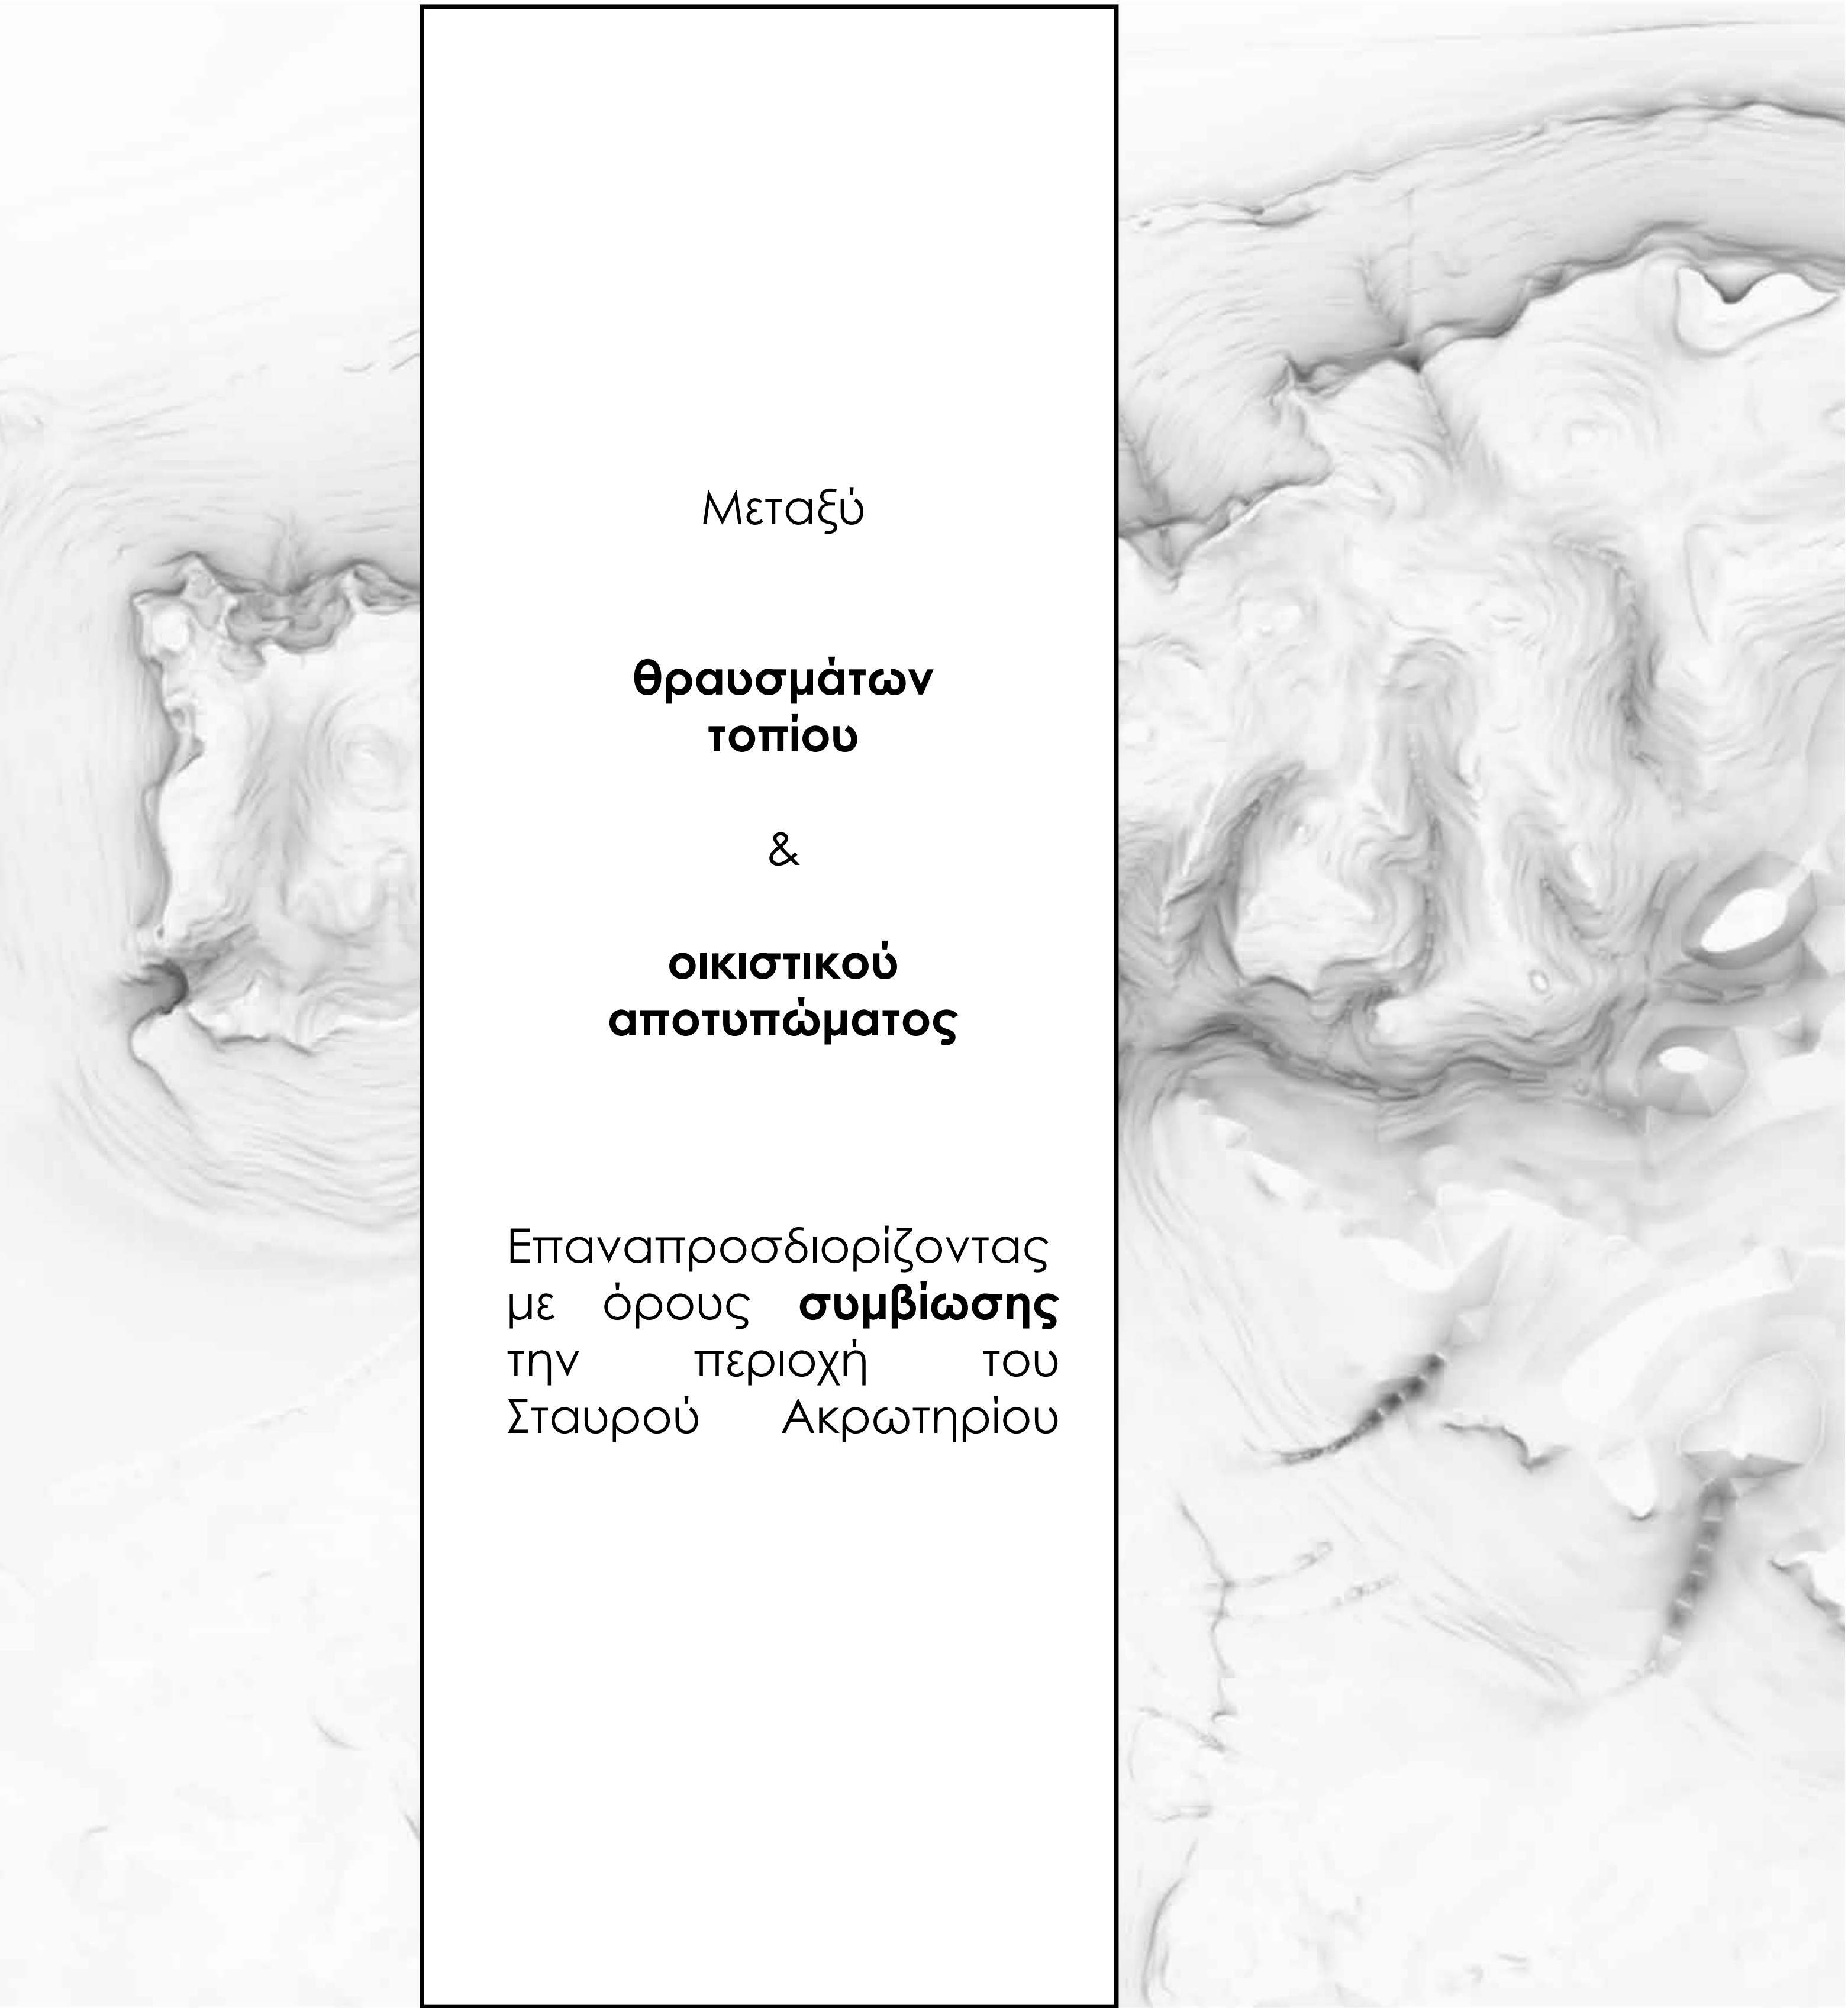 Μεταξύ
θραυσμάτων
τοπίου
&
οικιστικού
αποτυπώματος
Επαναπροσδιορίζοντας
με όρους συμβίωσης
την περιοχή του
Σταυρού Ακρωτηρίου